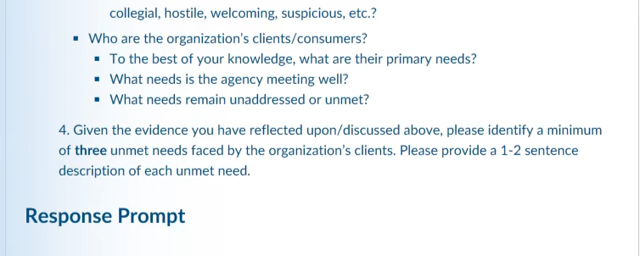 collegial, hostile, welcoming, suspicious, etc.?
▪ Who are the organization's clients/consumers?
▪ To the best of your knowledge, what are their primary needs?
▪ What needs is the agency meeting well?
▪ What needs remain unaddressed or unmet?
4. Given the evidence you have reflected upon/discussed above, please identify a minimum
of three unmet needs faced by the organization's clients. Please provide a 1-2 sentence
description of each unmet need.
Response Prompt